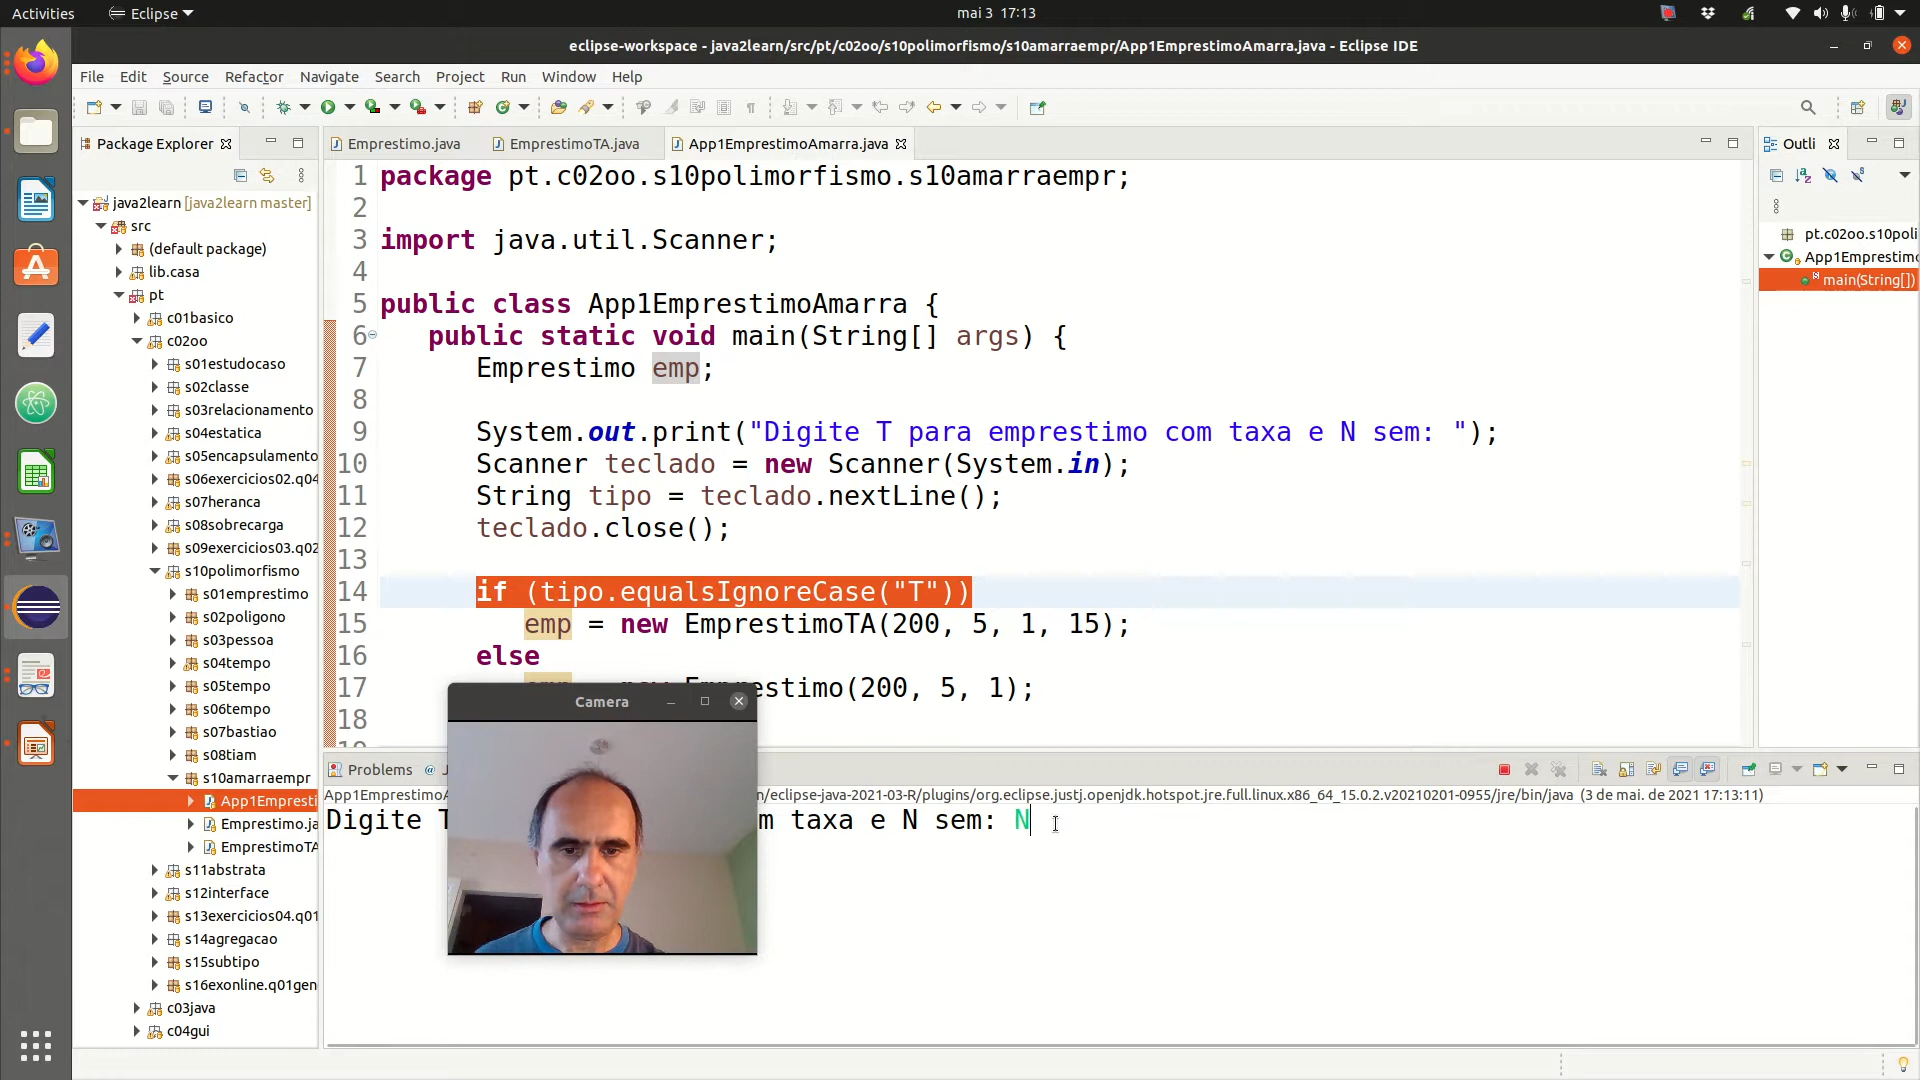 Activities
Eclipse
mai 3 17:13
eclipse-workspace - java2learn/src/pt/c02oo/s10polimorfismo/s10amarraempr/App1EmprestimoAmarra.java - Eclipse IDE
File Edit Source Refactor Navigate Search Project Run Window Help
Package Explorer
Emprestimo.java
EmprestimoTA.java
App1EmprestimoAmarra.java
Outli
java2learn [java2learn master]
src
(default package)
lib.casa
pt
c01basico
c02oo
s01estudocaso
s02classe
s03relacionamento
s04estatica
s05encapsulamento
s06exercicios02.q04
s07heranca
s08sobrecarga
s09exercicios03.q02
s10polimorfismo
s01emprestimo
s02poligono
s03pessoa
s04tempo
s05tempo
s06tempo
s07bastiao
s08tiam
s10amarraempr
App1Empresti
Emprestimo.ja
EmprestimoTA
s11abstrata
s12interface
s13exercicios04.q01
s14agregacao
s15subtipo
s16exonline.q01gen
c03java
c04gui
1 package pt.c02oo.s10polimorfismo.s10amarraempr;
2
3 import java.util.Scanner;
4
5 public class App1EmprestimoAmarra {
6 public static void main(String[] args) {
7 Emprestimo emp;
8
9 System.out.print("Digite T para emprestimo com taxa e N sem: ");
10 Scanner teclado = new Scanner(System.in);
11 String tipo = teclado.nextLine();
12 teclado.close();
13
14 if (tipo.equalsIgnoreCase("T"))
15 emp = new EmprestimoTA(200, 5, 1, 15);
16 else
17 Emprestimo(200, 5, 1);
18
pt.c02oo.s10poli
App1Emprestimo
main(String[])
Camera
Problems
@ J
App1EmprestimoA
n/eclipse-java-2021-03-R/plugins/org.eclipse.justj.openjdk.hotspot.jre.full.linux.x86_64_15.0.2.v20210201-0955/jre/bin/java (3 de mai. de 2021 17:13:11)
Digite T
m taxa e N sem: N